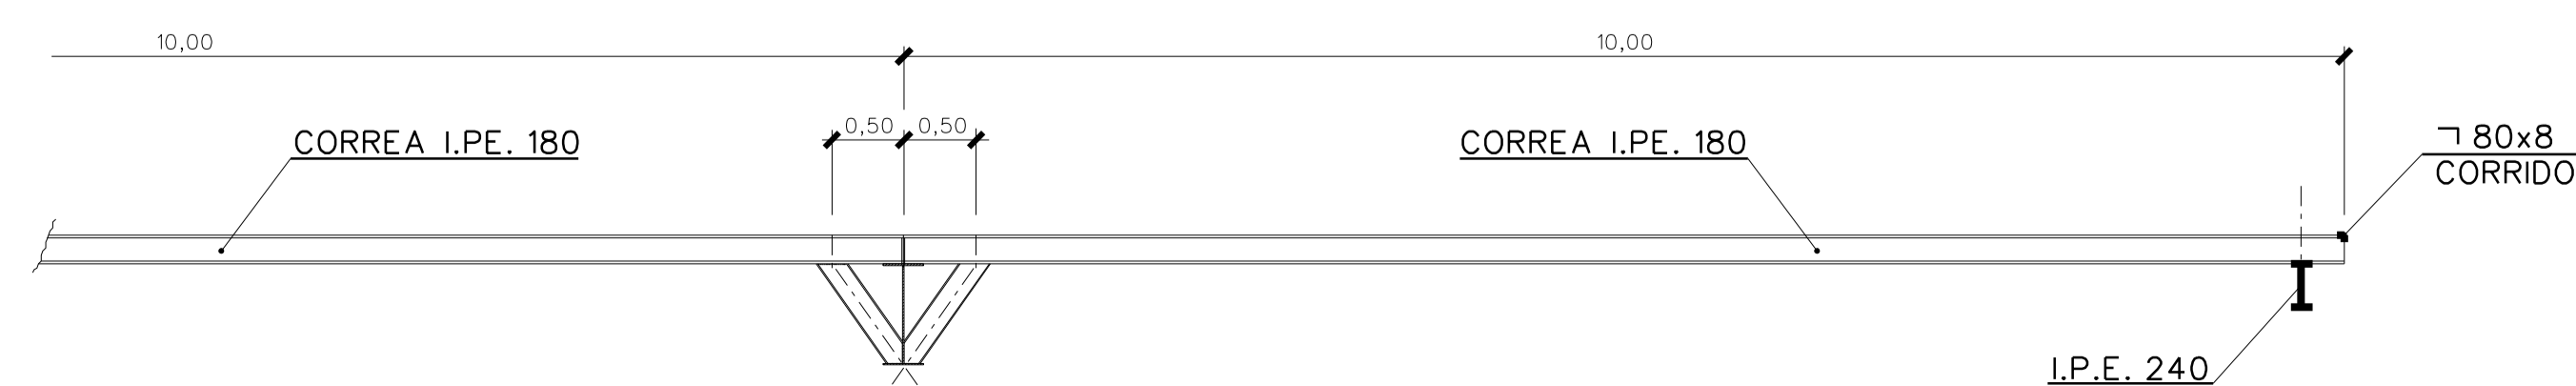 10,00
10,00
0,50 0,50
CORREA I.PE. 180
CORREA I.PE. 180
80x8
CORRIDO
I.P.E. 240